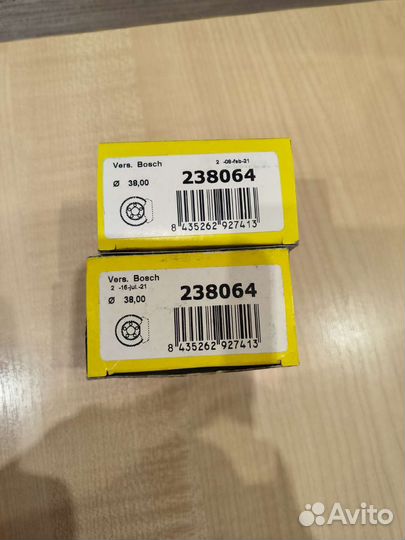 Vers. Bosch
2 -08-feb-21
Ø 38,00
238064
8 435262 927413
Vers. Bosch
2 -16-jul.-21
Ø 38,00
238064
8 435262 927413
Avito